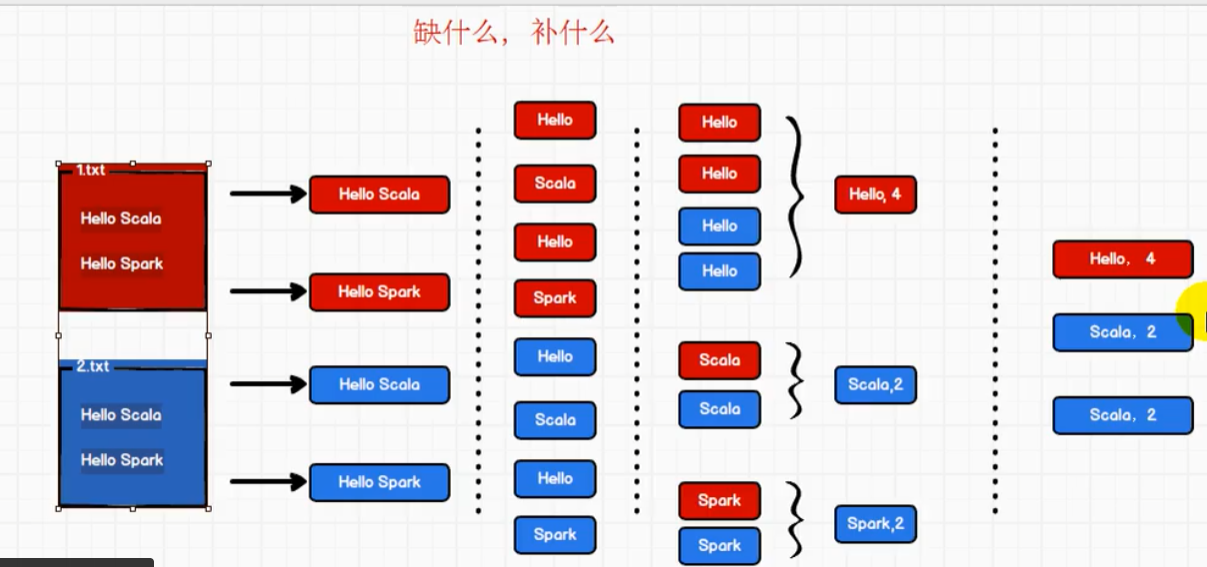 缺什么，补什么
1.txt
Hello Scala
Hello Spark
2.txt
Hello Scala
Hello Spark
Hello Scala
Hello Spark
Hello Scala
Hello Spark
Hello
Scala
Hello
Spark
Hello
Scala
Hello
Spark
Hello
Hello
Hello
Hello
Scala
Scala
Spark
Spark
Hello, 4
Scala,2
Spark,2
Hello， 4
Scala，2
Scala，2